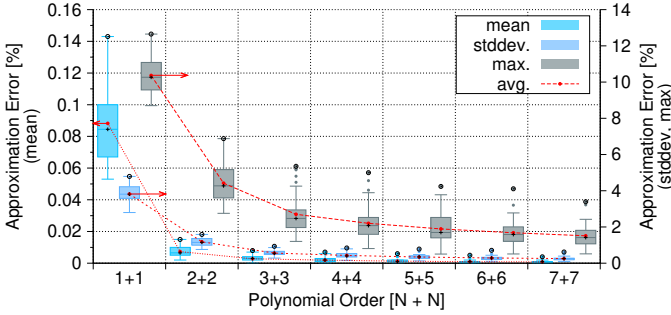 Approximation Error [%]
(mean)
0.16
0.14
0.12
0.1
0.08
0.06
0.04
0.02
0
14
12
10
8
6
4
2
0
Approximation Error [%]
(stddev, max)
mean
stddev.
max.
avg.
1+1 2+2 3+3 4+4 5+5 6+6 7+7
Polynomial Order [N + N]